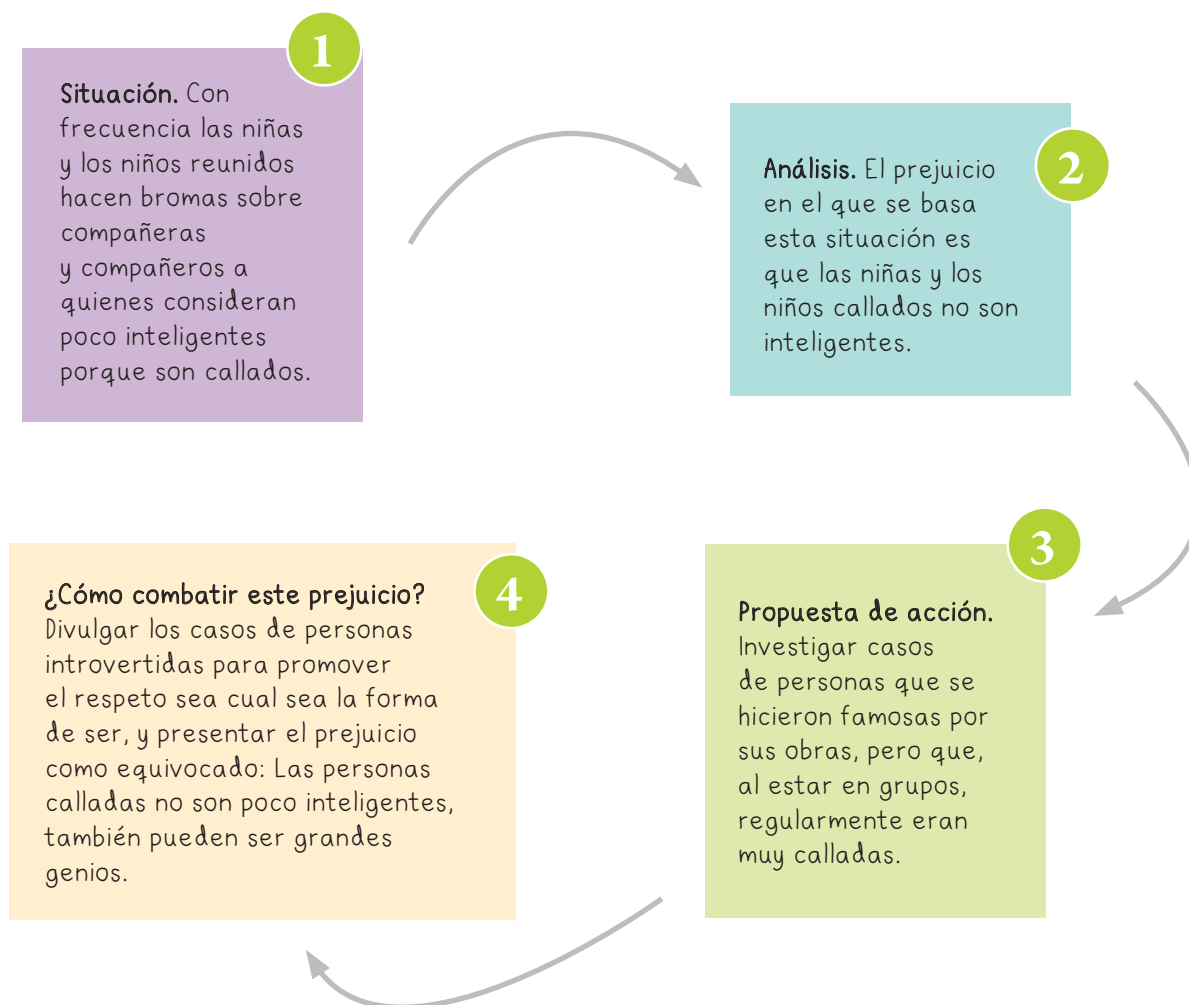 1
Situación. Con
frecuencia las niñas
y los niños reunidos
hacen bromas sobre
compañeras
y compañeros a
quienes consideran
poco inteligentes
porque son callados.
2
Análisis. El prejuicio
en el que se basa
esta situación es
que las niñas y los
niños callados no son
inteligentes.
3
Propuesta de acción.
Investigar casos
de personas que se
hicieron famosas por
sus obras, pero que,
al estar en grupos,
regularmente eran
muy calladas.
4
¿Cómo combatir este prejuicio?
Divulgar los casos de personas
introvertidas para promover
el respeto sea cual sea la forma
de ser, y presentar el prejuicio
como equivocado: Las personas
calladas no son poco inteligentes,
también pueden ser grandes
genios.